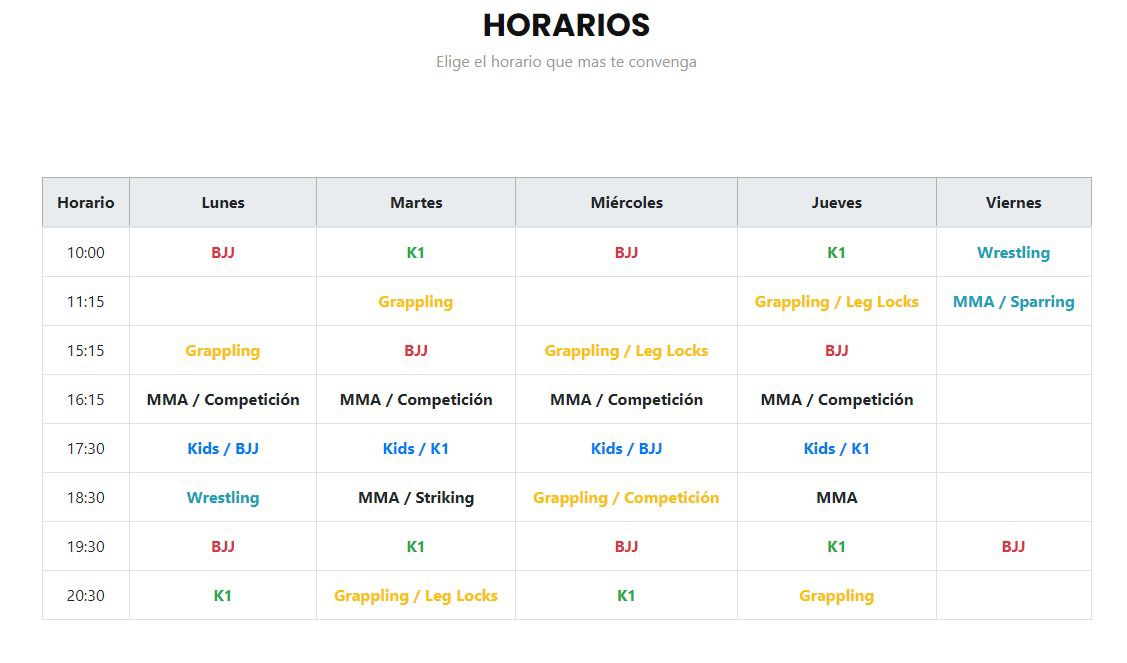 HORARIOS
Elige el horario que mas te convenga
Horario Lunes Martes Miércoles Jueves Viernes
10:00 BJJ K1 BJJ K1 Wrestling
11:15 Grappling Grappling / Leg Locks MMA / Sparring
15:15 Grappling BJJ Grappling / Leg Locks BJJ
16:15 MMA / Competición MMA / Competición MMA / Competición MMA / Competición
17:30 Kids / BJJ Kids / K1 Kids / BJJ Kids / K1
18:30 Wrestling MMA / Striking Grappling / Competición MMA
19:30 BJJ K1 BJJ K1 BJJ
20:30 K1 Grappling / Leg Locks K1 Grappling